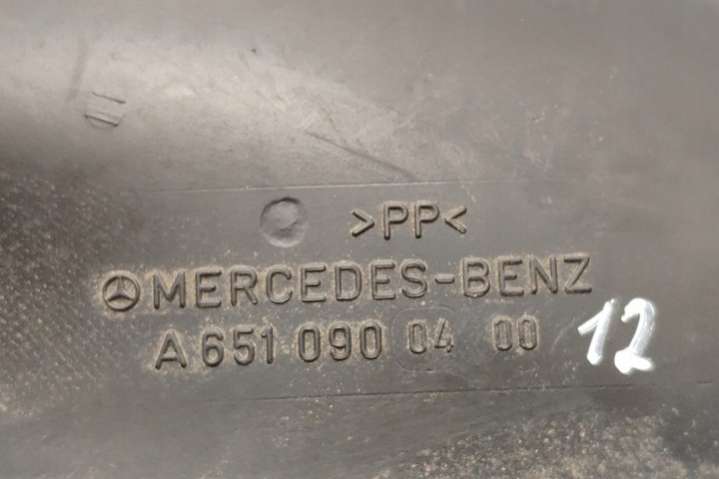 >PP<
MERCEDES-BENZ
A 651 090 04 00 12